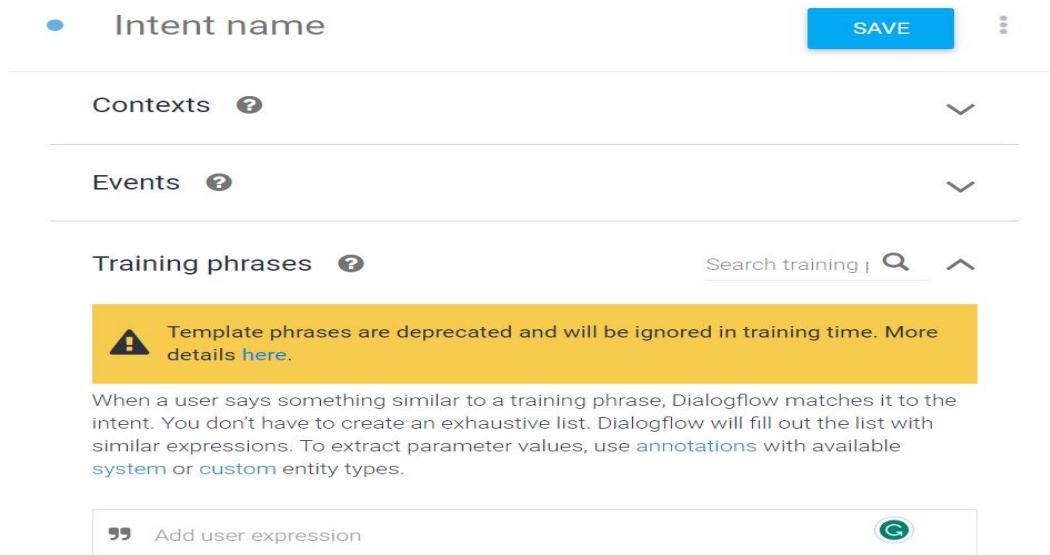 Intent name
SAVE
Contexts
Events
Training phrases
Search training p
Template phrases are deprecated and will be ignored in training time. More
details here.
When a user says something similar to a training phrase, Dialogflow matches it to the
intent. You don't have to create an exhaustive list. Dialogflow will fill out the list with
similar expressions. To extract parameter values, use annotations with available
system or custom entity types.
Add user expression